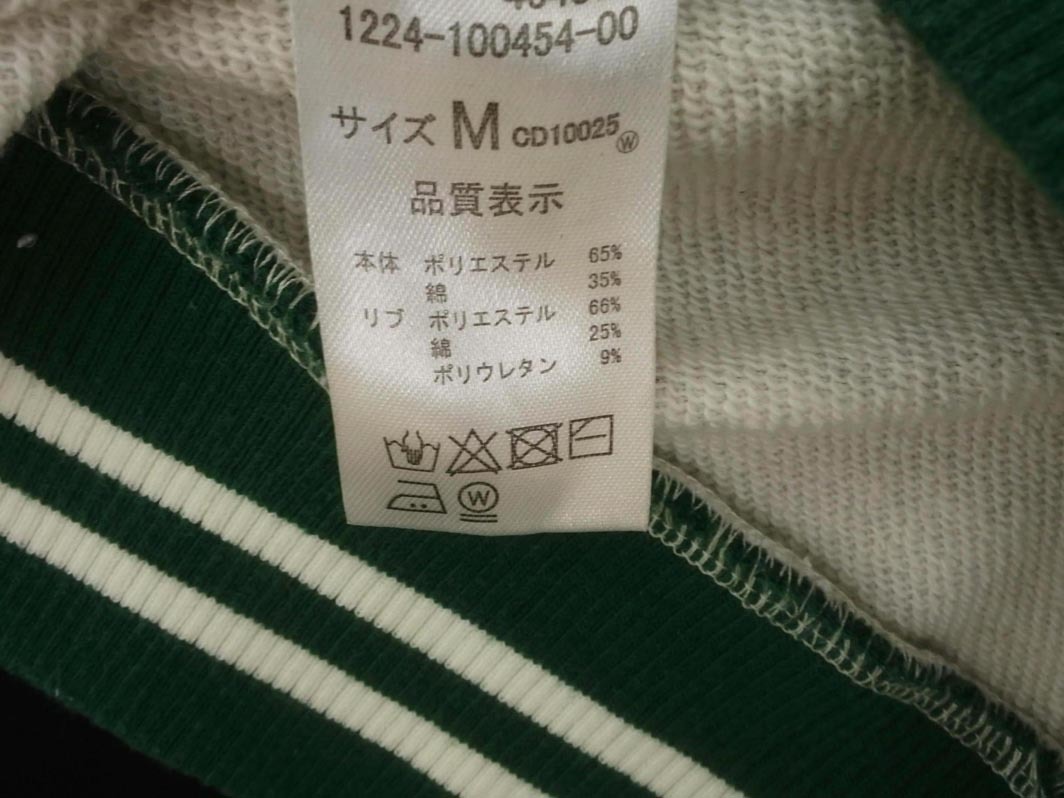 1224-100454-00
サイズ M CD10025 W
品質表示
本体 ポリエステル 65%
綿 35%
リブ ポリエステル 66%
綿 25%
ポリウレタン 9%
W